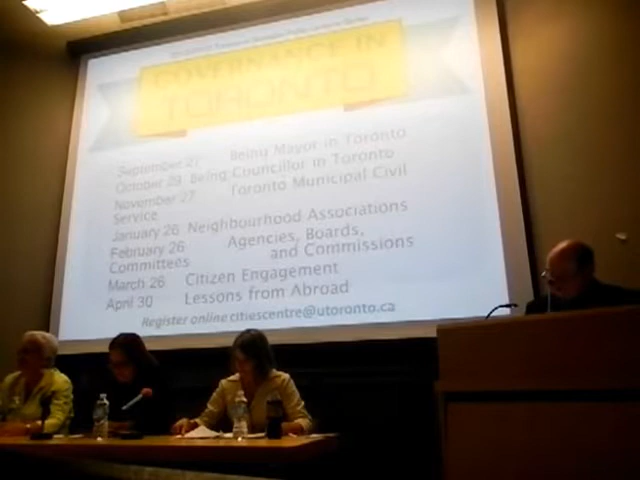 GOVERNANCE IN
TORONTO
September 27 Being Mayor in Toronto
October 29 Being Councillor in Toronto
November 27 Toronto Municipal Civil
Service
January 26 Neighbourhood Associations
February 26 Agencies, Boards,
Committees and Commissions
March 26 Citizen Engagement
April 30 Lessons from Abroad
Register online citiescentre@utoronto.ca